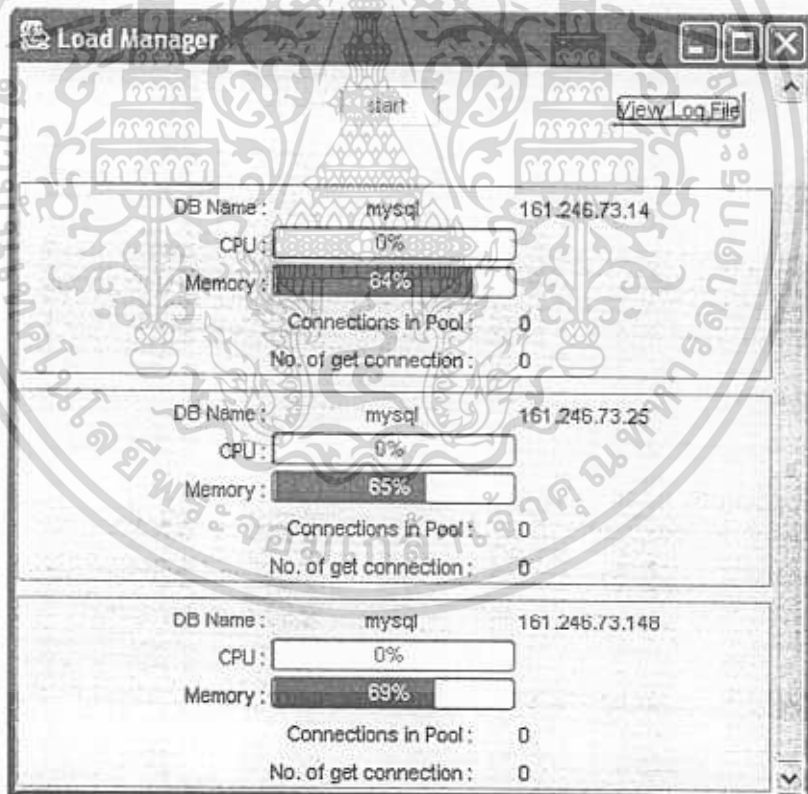 Load Manager
start
View Log File
DB Name : mysql 161.246.73.14
CPU : 0%
Memory : 84%
Connections in Pool : 0
No. of get connection : 0
DB Name : mysql 161.246.73.25
CPU : 0%
Memory : 65%
Connections in Pool : 0
No. of get connection : 0
DB Name : mysql 161.246.73.148
CPU : 0%
Memory : 69%
Connections in Pool : 0
No. of get connection : 0